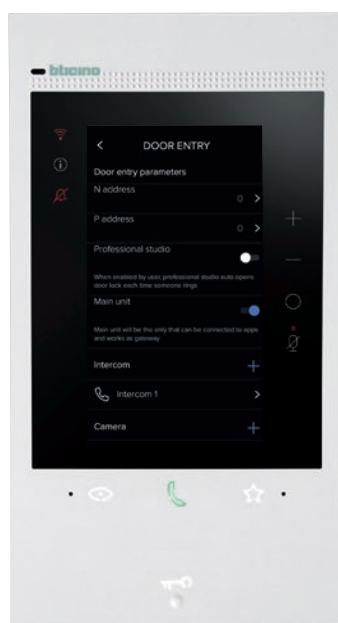 bticino
DOOR ENTRY
Door entry parameters
N address
0
P address
0
Professional studio
When enabled by user, professional studio auto opens
door lock each time someone rings
Main unit
Main unit will be the only that can be connected to apps
and works as gateway
Intercom
Intercom 1
Camera